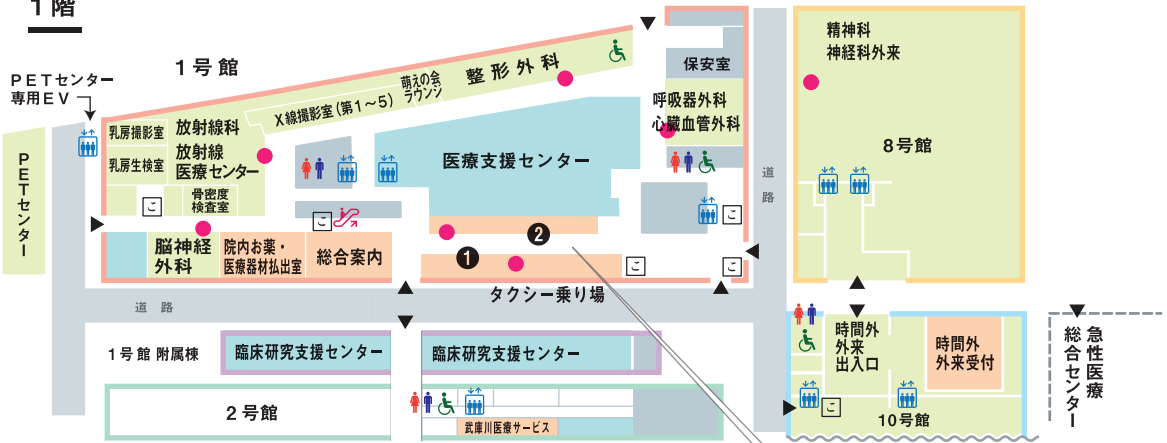 1階
1号館
PETセンター
専用EV
PETセンター
乳房撮影室
乳房生検室
放射線科
放射線
医療センター
骨密度
検査室
こ
X線撮影室(第1～5)
萌えの会
ラウンジ
整形外科
保安室
呼吸器外科
心臓血管外科
医療支援センター
こ
こ
脳神経
外科
院内お薬・
医療器材払出室
総合案内
1
2
こ
こ
タクシー乗り場
道路
道路
精神科
神経科外来
8号館
1号館 附属棟
臨床研究支援センター
臨床研究支援センター
2号館
武庫川医療サービス
時間外
外来
出入口
時間外
外来受付
こ
10号館
急性医療
総合センター